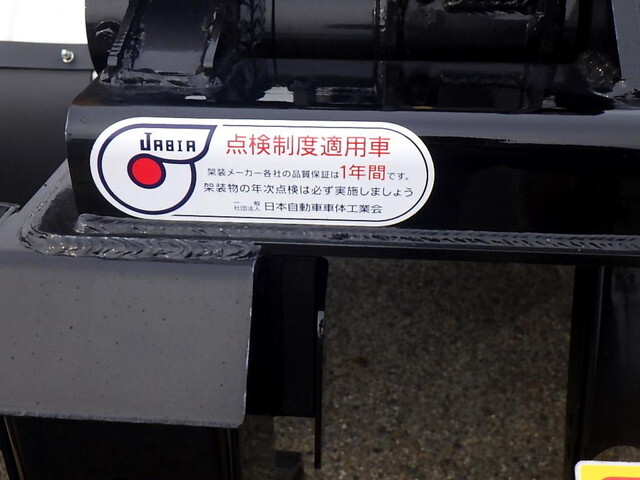 JABIA
点検制度適用車
架装メーカー各社の品質保証は1年間です。
架装物の年次点検は必ず実施しましょう
一般社団法人 日本自動車車体工業会